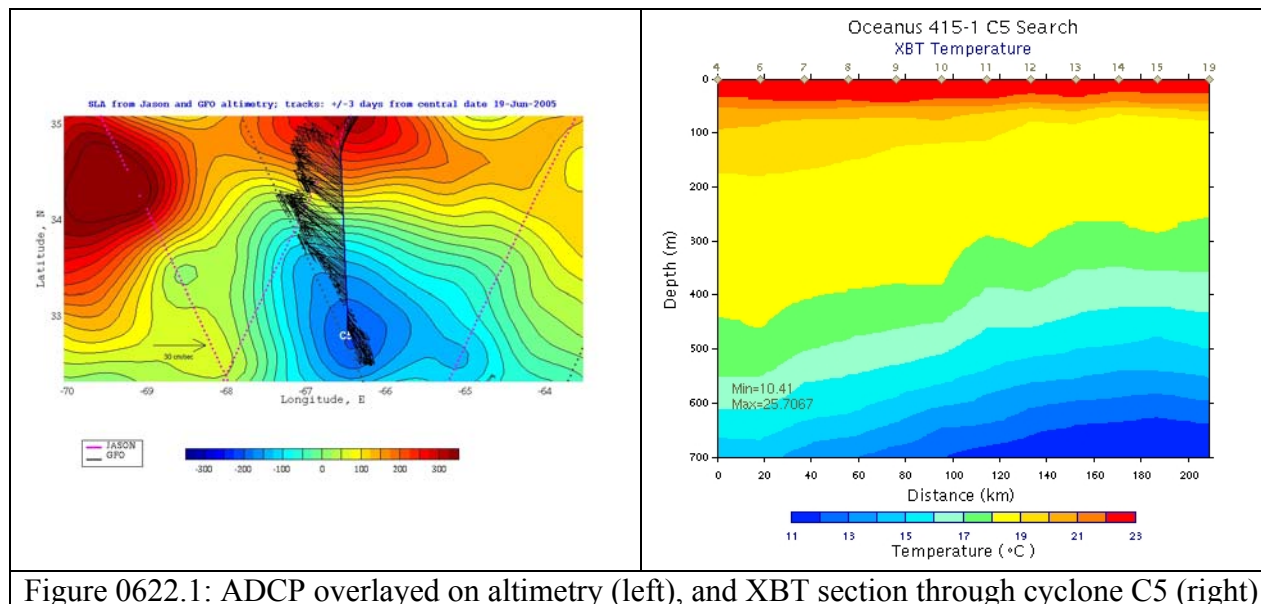 SLA from Jason and GFO altimetry; tracks: +/-3 days from central date 19-Jun-2005
35
34
33
Latitude, N
C5
30 cm/sec
-70 -69 -68 -67 -66 -65 -64
Longitude, E
JASON
GFO
-300 -200 -100 0 100 200 300
Oceanus 415-1 C5 Search
XBT Temperature
4 6 7 8 9 10 11 12 13 14 15 19
0
100
200
300
400
500
600
700
Depth (m)
Min=10.41
Max=25.7067
0 20 40 60 80 100 120 140 160 180 200
Distance (km)
11 13 15 17 19 21 23
Temperature (°C)
Figure 0622.1: ADCP overlayed on altimetry (left), and XBT section through cyclone C5 (right)